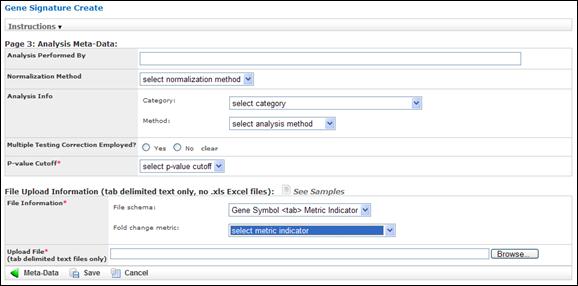 Gene Signature Create
Instructions ▾
Page 3: Analysis Meta-Data:
Analysis Performed By
Normalization Method select normalization method
Analysis Info Category: select category
Method: select analysis method
Multiple Testing Correction Employed? Yes No clear
P-value Cutoff* select p-value cutoff
File Upload Information (tab delimited text only, no .xls Excel files): See Samples
File Information* File schema: Gene Symbol <tab> Metric Indicator
Fold change metric: select metric indicator
Upload File*
(tab delimited text files only) Browse...
Meta-Data Save Cancel